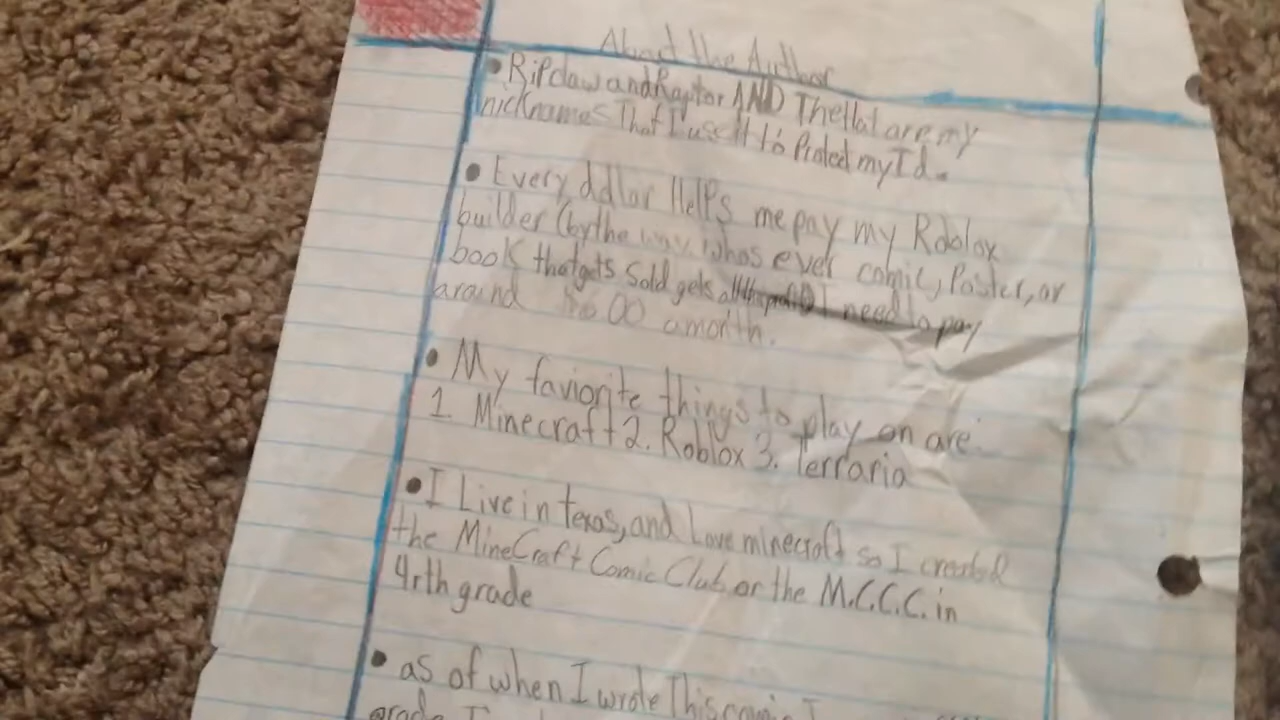 About the Author
• Ripclaw and Raptor AND TheHat are my
nicknames That I use It to Protect my Id.
• Every dollar Helps me pay my Roblox
builder (by the way, whos ever comic, Poster, or
book that gets sold gets all the profit) I need to pay
around a month.
• My faviorite things to play on are:
1. Minecraft 2. Roblox 3. Terraria
• I Live in texas, and Love minecraft so I created
the MineCraft Comic Club or the M.C.C.C. in
4rth grade
• as of when I wrote This comic I
grade